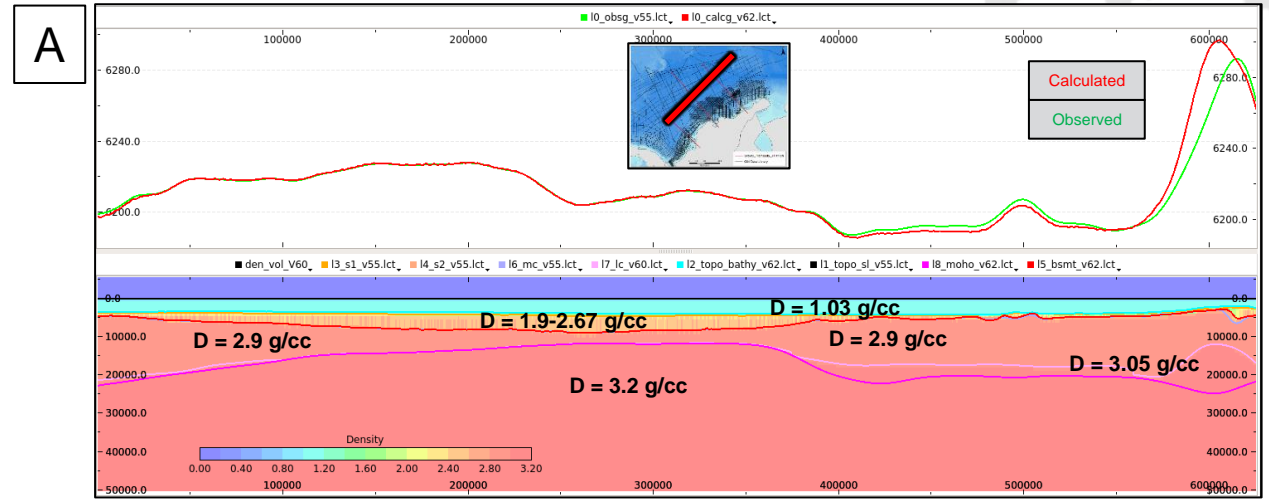 A
l0_obsg_v55.lct l0_calcg_v62.lct
100000 200000 300000 400000 500000 600000
6280.0 6280.0
6240.0 6240.0
6200.0 6200.0
Calculated
Observed
den_vol_V60 l3_s1_v55.lct l4_s2_v55.lct l6_mc_v55.lct l7_lc_v60.lct l2_topo_bathy_v62.lct l1_topo_sl_v55.lct l8_moho_v62.lct l5_bsmt_v62.lct
0.0 0.0
D = 1.03 g/cc
D = 1.9-2.67 g/cc
10000.0 10000.0
D = 2.9 g/cc D = 2.9 g/cc
D = 3.05 g/cc
20000.0 20000.0
D = 3.2 g/cc
30000.0 30000.0
40000.0 40000.0
Density
0.00 0.40 0.80 1.20 1.60 2.00 2.40 2.80 3.20
50000.0 50000.0
100000 200000 300000 400000 500000 600000